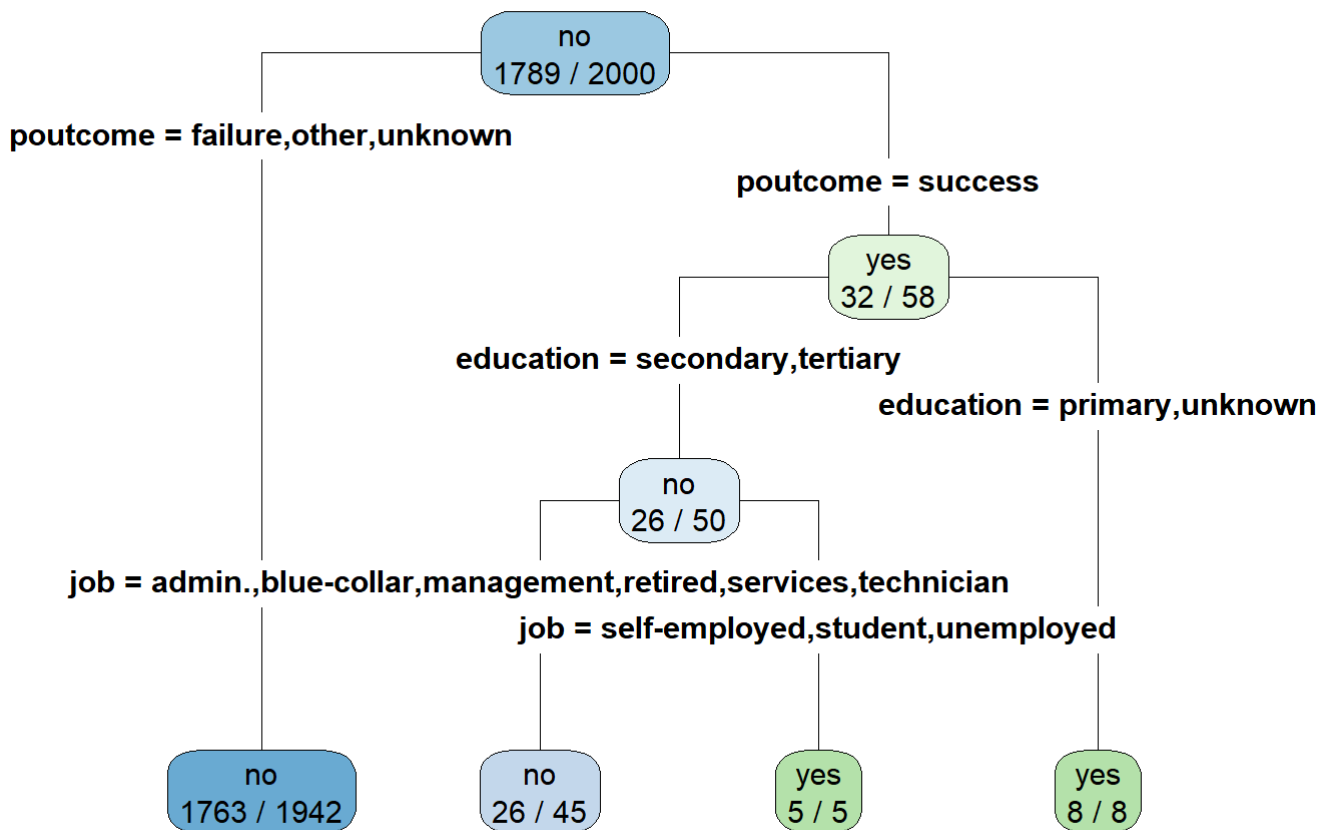 no
1789 / 2000
poutcome = failure,other,unknown
poutcome = success
yes
32 / 58
education = secondary,tertiary
education = primary,unknown
no
26 / 50
job = admin.,blue-collar,management,retired,services,technician
job = self-employed,student,unemployed
no
1763 / 1942
no
26 / 45
yes
5 / 5
yes
8 / 8